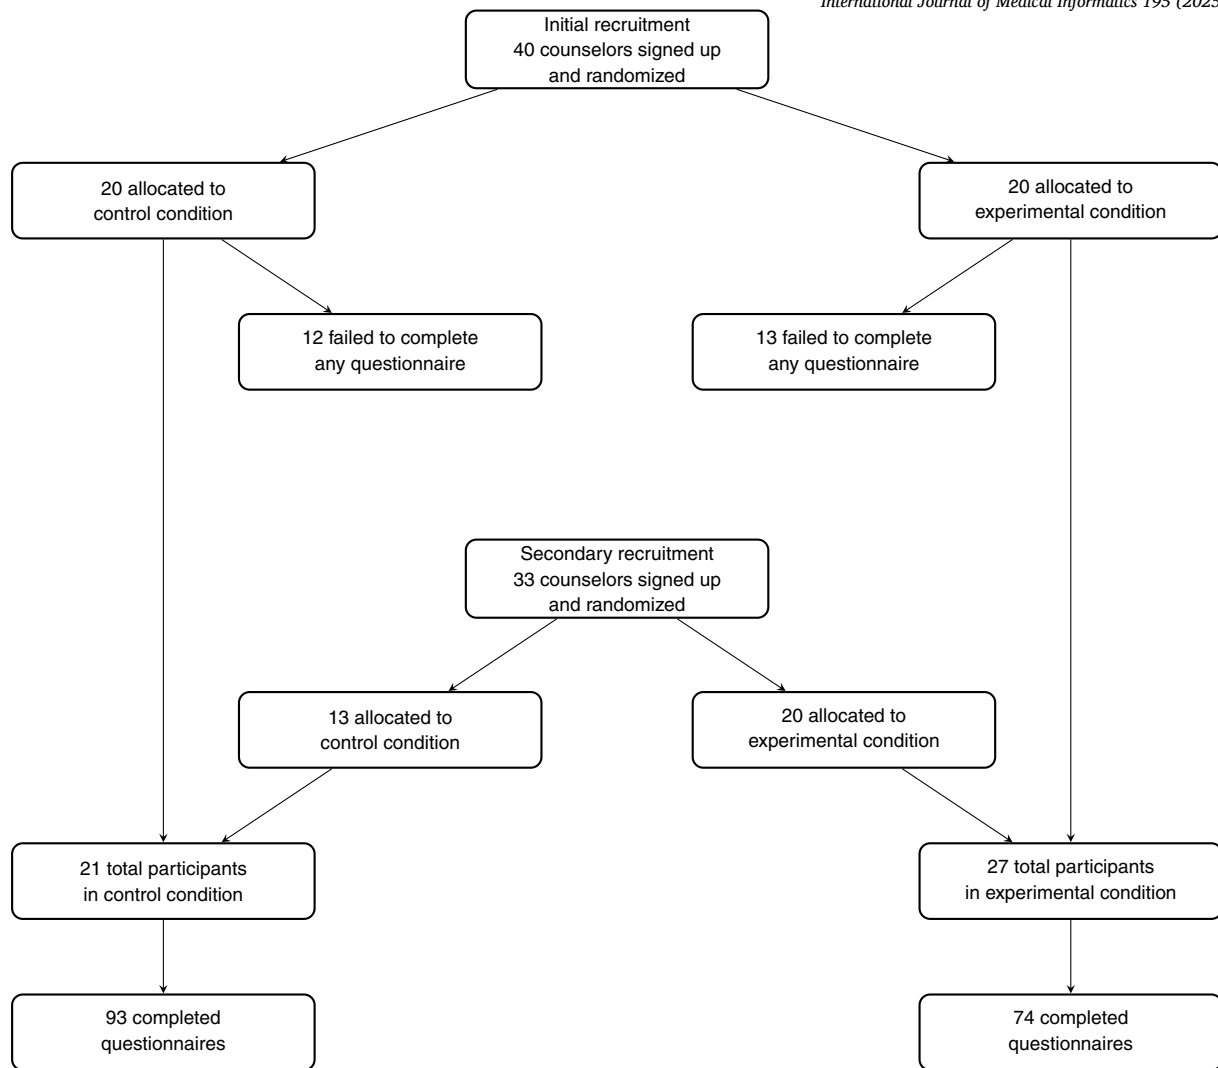 International Journal of Medical Informatics 195 (2025
Initial recruitment
40 counselors signed up
and randomized
20 allocated to
control condition
20 allocated to
experimental condition
12 failed to complete
any questionnaire
13 failed to complete
any questionnaire
Secondary recruitment
33 counselors signed up
and randomized
13 allocated to
control condition
20 allocated to
experimental condition
21 total participants
in control condition
27 total participants
in experimental condition
93 completed
questionnaires
74 completed
questionnaires